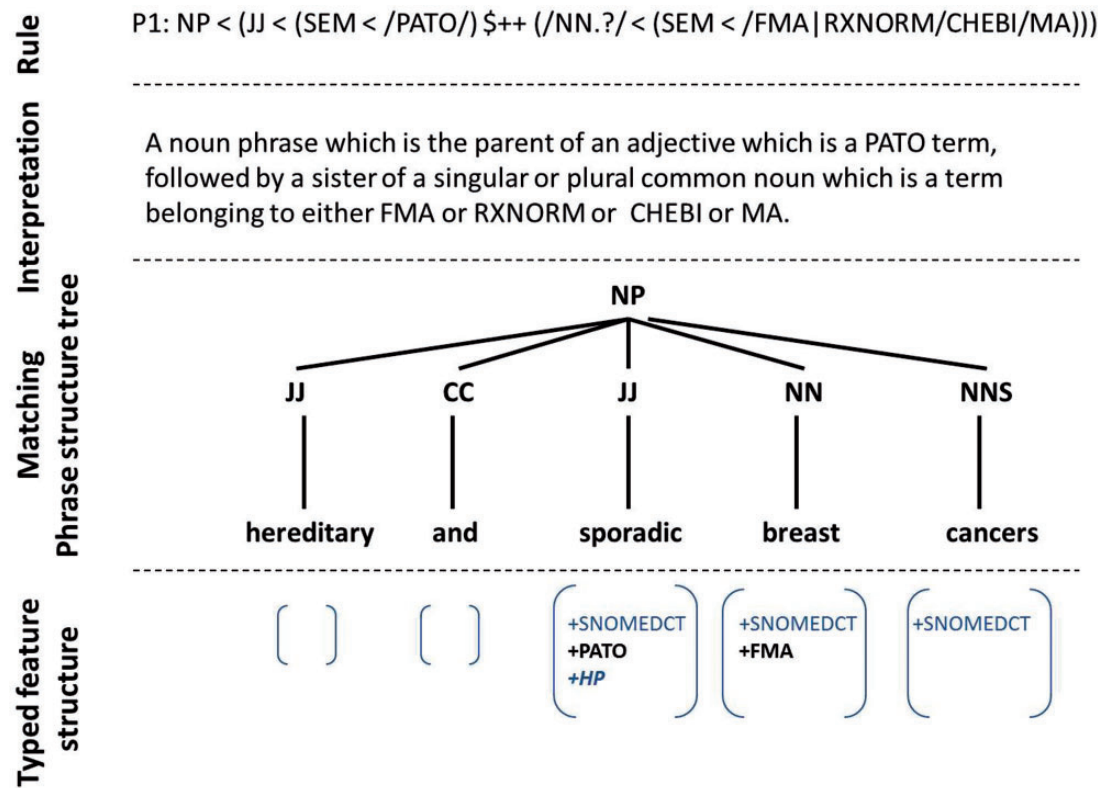 Rule
P1: NP < (JJ < (SEM < /PATO/) $++ (/NN.?/ < (SEM < /FMA|RXNORM/CHEBI/MA)))
Interpretation
A noun phrase which is the parent of an adjective which is a PATO term,
followed by a sister of a singular or plural common noun which is a term
belonging to either FMA or RXNORM or CHEBI or MA.
Matching
Phrase structure tree
NP
JJ CC JJ NN NNS
hereditary and sporadic breast cancers
Typed feature
structure
+SNOMEDCT +SNOMEDCT +SNOMEDCT
+PATO +FMA
+HP